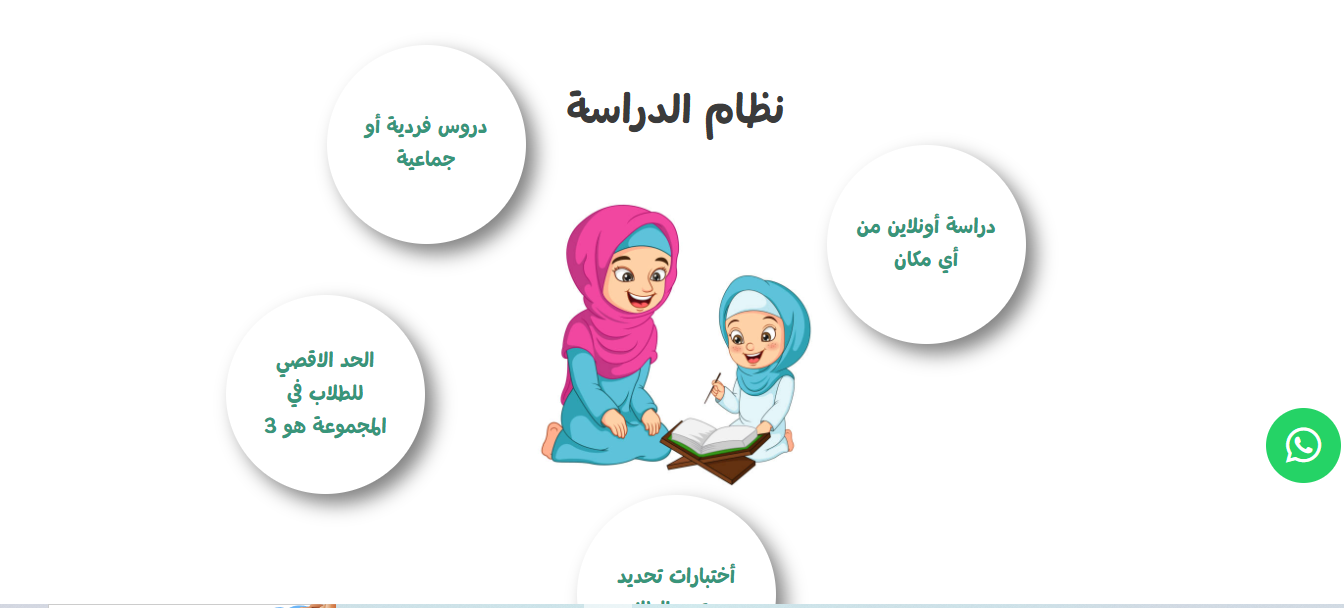 نظام الدراسة
دروس فردية أو
جماعية
دراسة أونلاين من
أي مكان
الحد الاقصي
للطلاب في
المجموعة هو 3
أختبارات تحديد